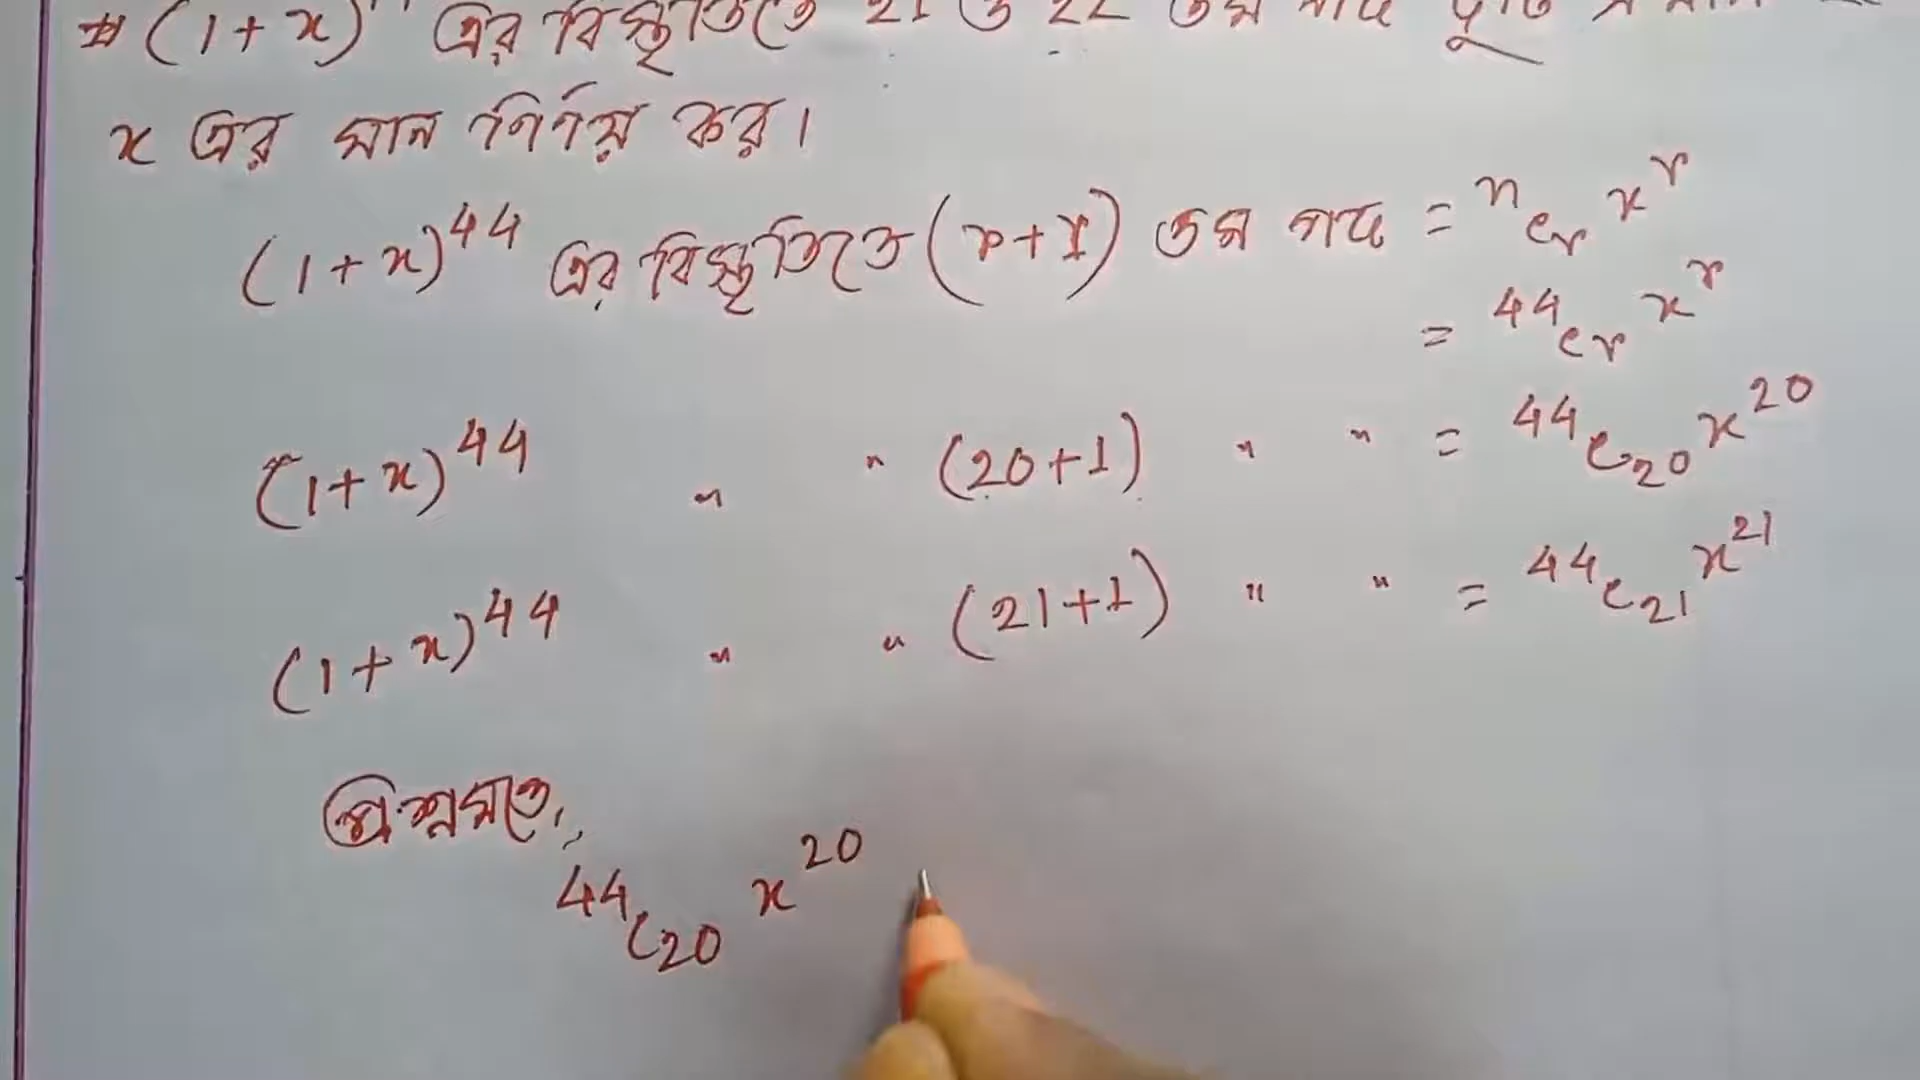 # (1+x)⁴⁴ এর বিস্তৃতিতে 21 ও 22 তম পদ দুটি সমান
x এর মান নির্ণয় কর।
(1+x)⁴⁴ এর বিস্তৃতিতে (r+1) তম পদ = ⁿCᵣ xʳ
= ⁴⁴Cᵣ xʳ
(1+x)⁴⁴ " " (20+1) " " = ⁴⁴C₂₀ x²⁰
(1+x)⁴⁴ " " (21+1) " " = ⁴⁴C₂₁ x²¹
প্রশ্নমতে,
⁴⁴C₂₀ x²⁰